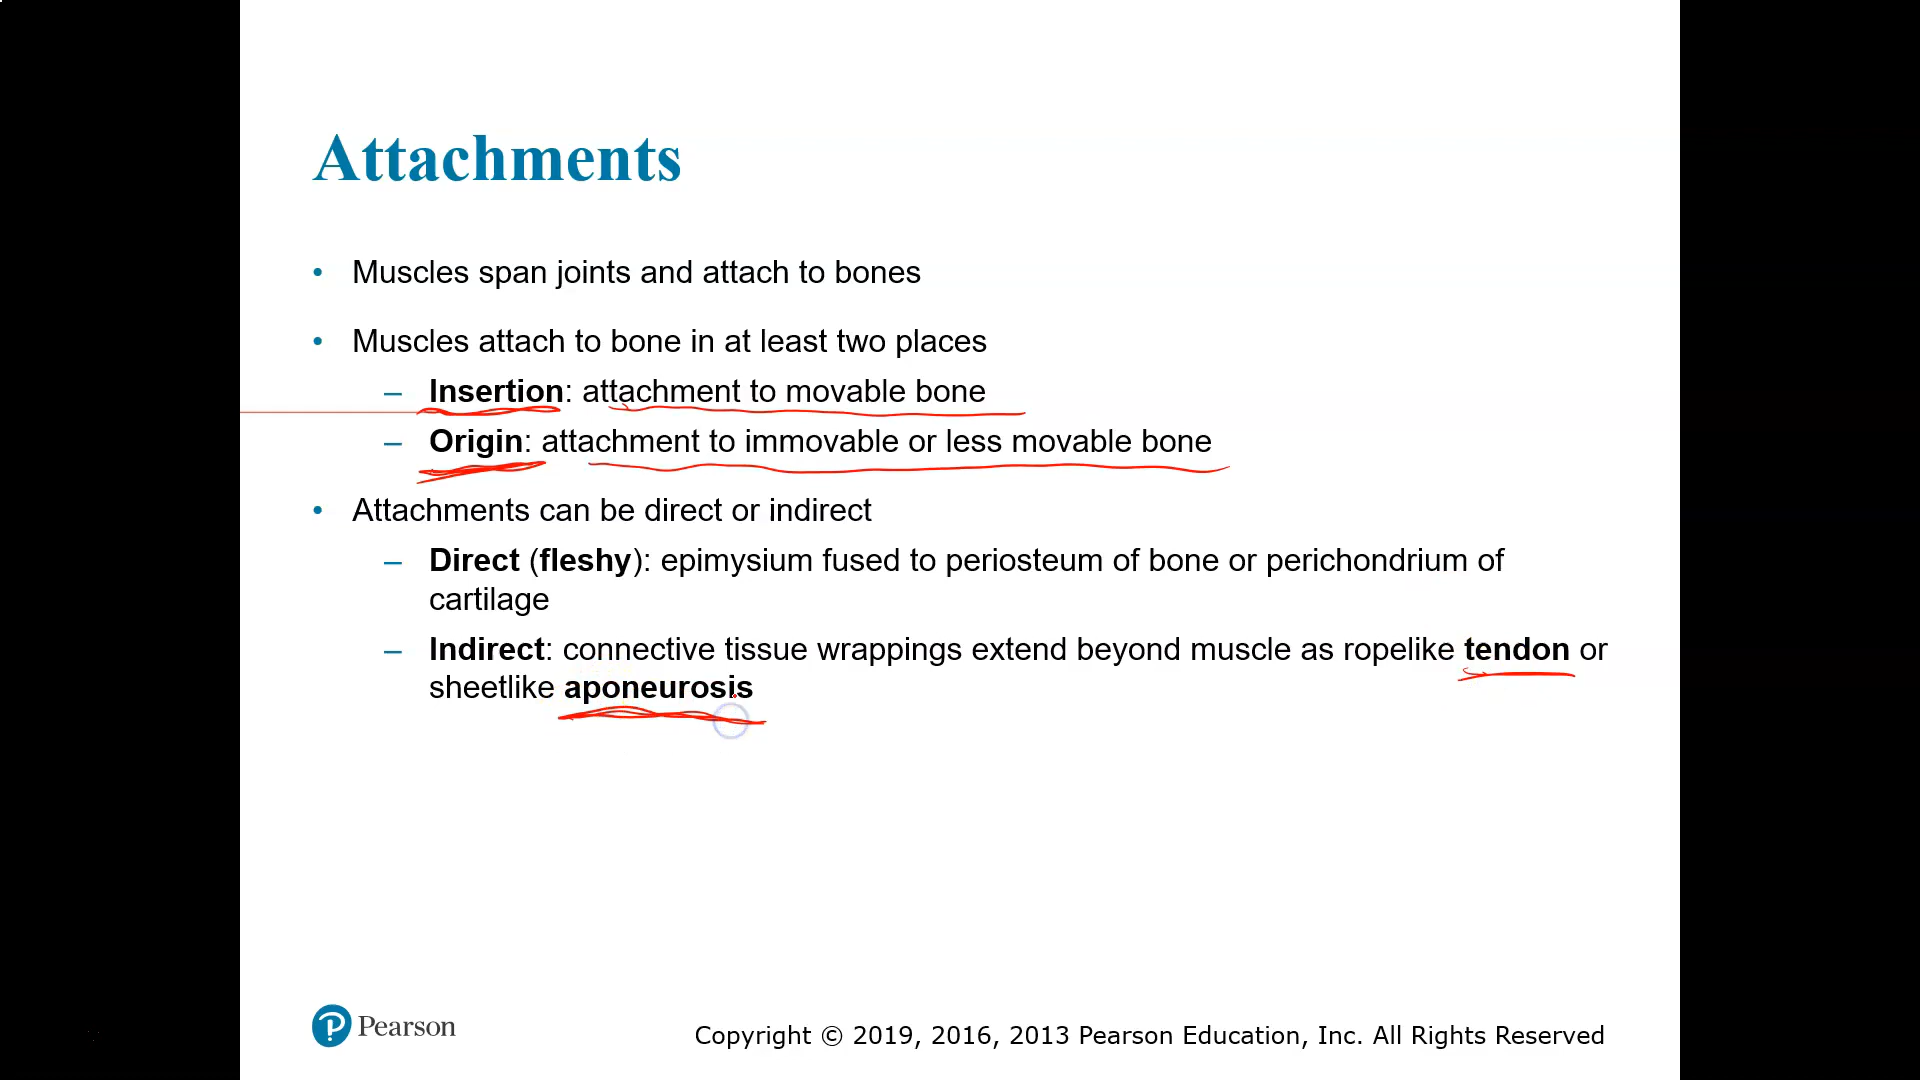 Attachments
• Muscles span joints and attach to bones
• Muscles attach to bone in at least two places
– Insertion: attachment to movable bone
– Origin: attachment to immovable or less movable bone
• Attachments can be direct or indirect
– Direct (fleshy): epimysium fused to periosteum of bone or perichondrium of
cartilage
– Indirect: connective tissue wrappings extend beyond muscle as ropelike tendon or
sheetlike aponeurosis
Pearson
Copyright © 2019, 2016, 2013 Pearson Education, Inc. All Rights Reserved